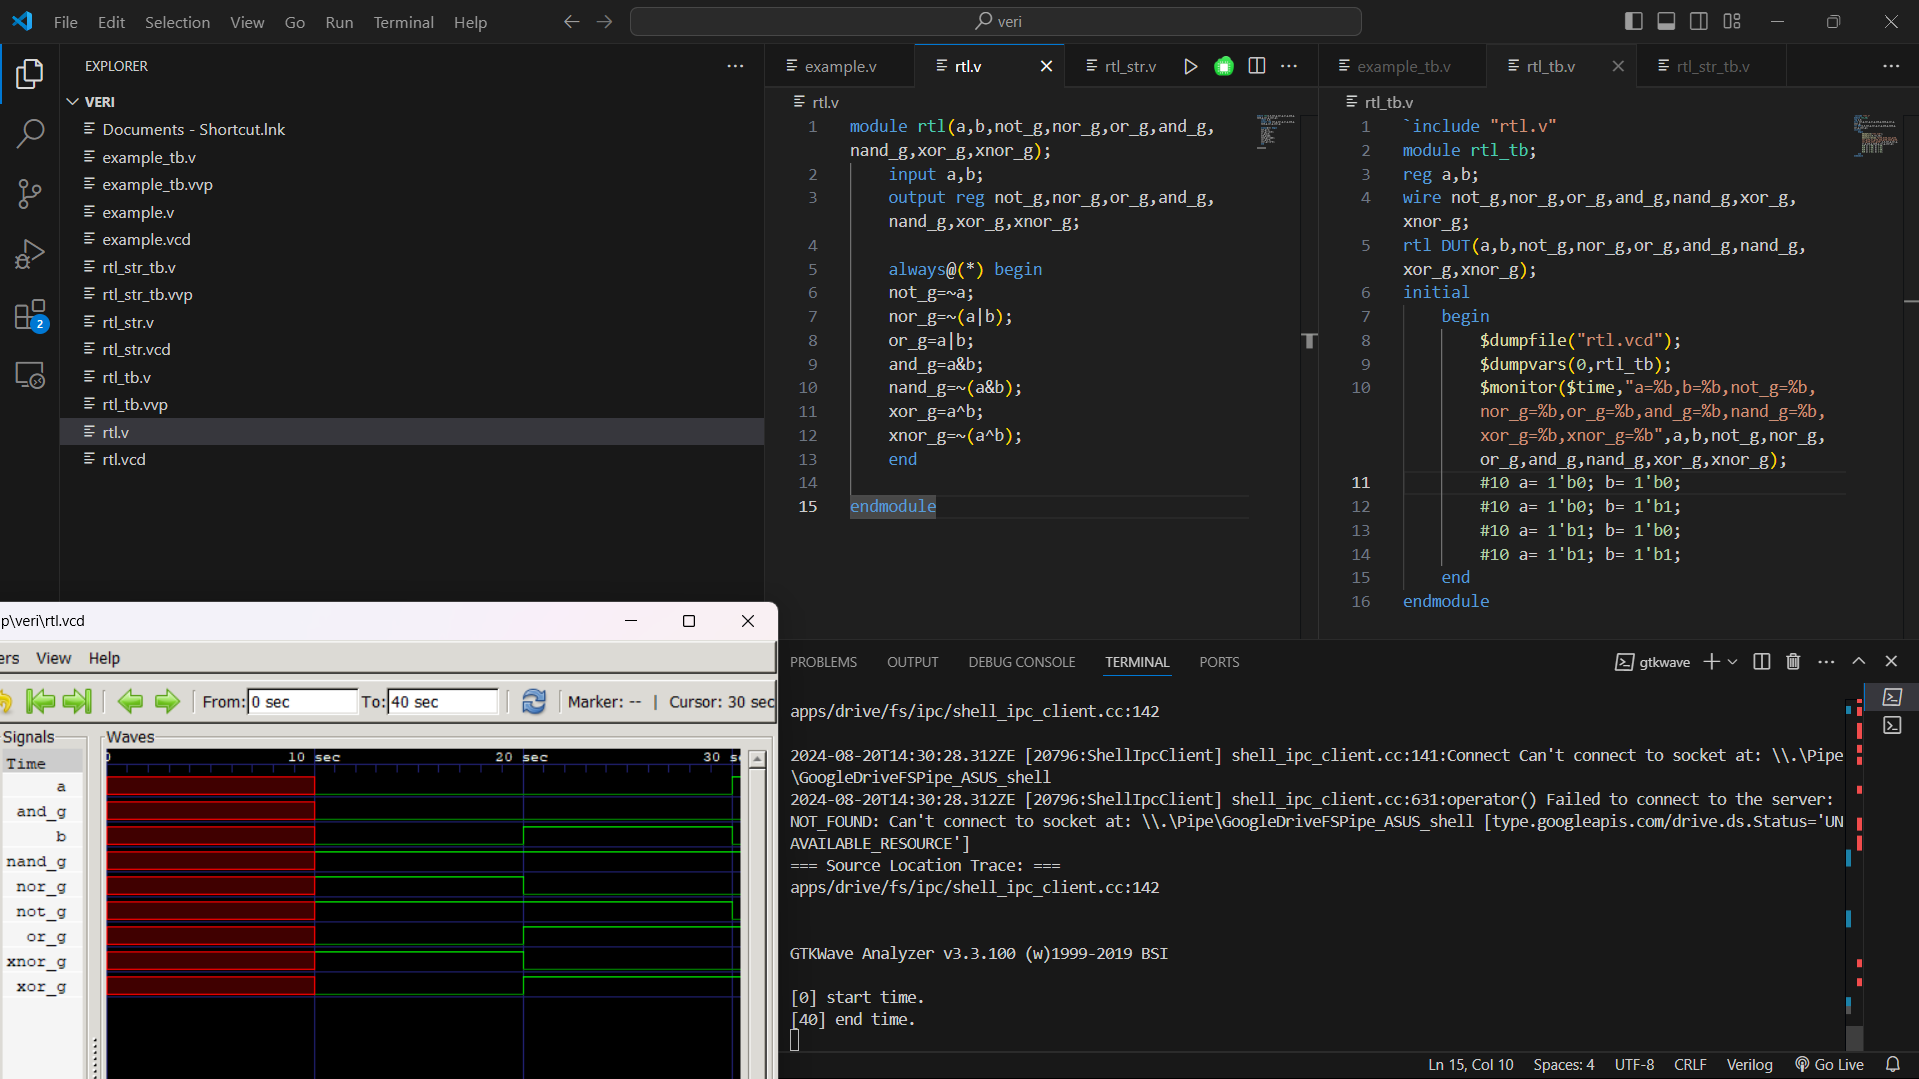 File Edit Selection View Go Run Terminal Help
veri
EXPLORER
VERI
Documents - Shortcut.lnk
example_tb.v
example_tb.vvp
example.v
example.vcd
rtl_str_tb.v
rtl_str_tb.vvp
rtl_str.v
rtl_str.vcd
rtl_tb.v
rtl_tb.vvp
rtl.v
rtl.vcd
2
example.v rtl.v rtl_str.v
rtl.v
1 module rtl(a,b,not_g,nor_g,or_g,and_g,
nand_g,xor_g,xnor_g);
2 input a,b;
3 output reg not_g,nor_g,or_g,and_g,
nand_g,xor_g,xnor_g;
4
5 always@(*) begin
6 not_g=~a;
7 nor_g=~(a|b);
8 or_g=a|b;
9 and_g=a&b;
10 nand_g=~(a&b);
11 xor_g=a^b;
12 xnor_g=~(a^b);
13 end
14
15 endmodule
example_tb.v rtl_tb.v rtl_str_tb.v
rtl_tb.v
1 `include "rtl.v"
2 module rtl_tb;
3 reg a,b;
4 wire not_g,nor_g,or_g,and_g,nand_g,xor_g,
xnor_g;
5 rtl DUT(a,b,not_g,nor_g,or_g,and_g,nand_g,
xor_g,xnor_g);
6 initial
7 begin
8 $dumpfile("rtl.vcd");
9 $dumpvars(0,rtl_tb);
10 $monitor($time,"a=%b,b=%b,not_g=%b,
nor_g=%b,or_g=%b,and_g=%b,nand_g=%b,
xor_g=%b,xnor_g=%b",a,b,not_g,nor_g,
or_g,and_g,nand_g,xor_g,xnor_g);
11 #10 a= 1'b0; b= 1'b0;
12 #10 a= 1'b0; b= 1'b1;
13 #10 a= 1'b1; b= 1'b0;
14 #10 a= 1'b1; b= 1'b1;
15 end
16 endmodule
p\veri\rtl.vcd
ers View Help
From: 0 sec To: 40 sec Marker: -- | Cursor: 30 sec
Signals Waves
Time
a
and_g
b
nand_g
nor_g
not_g
or_g
xnor_g
xor_g
0 10 sec 20 sec 30 s
PROBLEMS OUTPUT DEBUG CONSOLE TERMINAL PORTS
gtkwave
apps/drive/fs/ipc/shell_ipc_client.cc:142
2024-08-20T14:30:28.312ZE [20796:ShellIpcClient] shell_ipc_client.cc:141:Connect Can't connect to socket at: \\.\Pipe
\GoogleDriveFSPipe_ASUS_shell
2024-08-20T14:30:28.312ZE [20796:ShellIpcClient] shell_ipc_client.cc:631:operator() Failed to connect to the server:
NOT_FOUND: Can't connect to socket at: \\.\Pipe\GoogleDriveFSPipe_ASUS_shell [type.googleapis.com/drive.ds.Status='UN
AVAILABLE_RESOURCE']
=== Source Location Trace: ===
apps/drive/fs/ipc/shell_ipc_client.cc:142
GTKWave Analyzer v3.3.100 (w)1999-2019 BSI
[0] start time.
[40] end time.
Ln 15, Col 10 Spaces: 4 UTF-8 CRLF Verilog Go Live